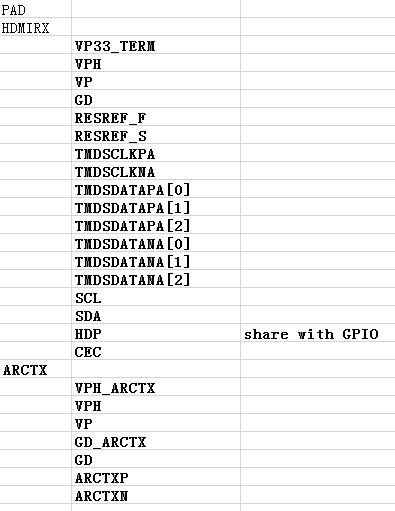 PAD
HDMIRX
VP33_TERM
VPH
VP
GD
RESREF_F
RESREF_S
TMDSCLKPA
TMDSCLKNA
TMDSDATAPA[0]
TMDSDATAPA[1]
TMDSDATAPA[2]
TMDSDATANA[0]
TMDSDATANA[1]
TMDSDATANA[2]
SCL
SDA
HDP share with GPIO
CEC
ARCTX
VPH_ARCTX
VPH
VP
GD_ARCTX
GD
ARCTXP
ARCTXN